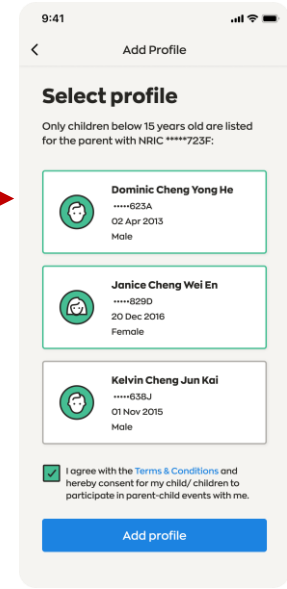 9:41
Add Profile
Select profile
Only children below 15 years old are listed
for the parent with NRIC *****723F:
Dominic Cheng Yong He
•••••623A
02 Apr 2013
Male
Janice Cheng Wei En
•••••829D
20 Dec 2016
Female
Kelvin Cheng Jun Kai
•••••638J
01 Nov 2015
Male
I agree with the Terms & Conditions and
hereby consent for my child/ children to
participate in parent-child events with me.
Add profile